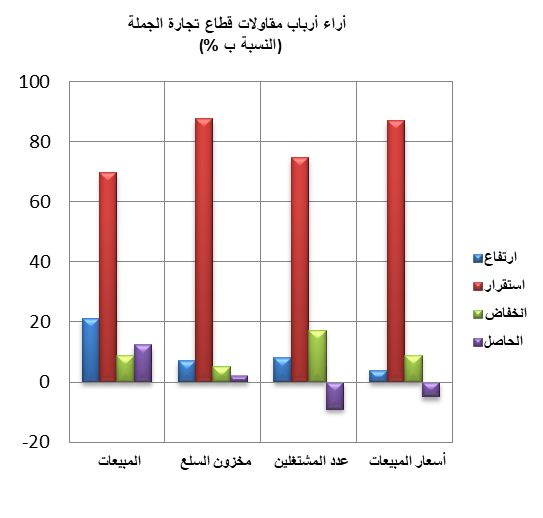 أراء أرباب مقاولات قطاع تجارة الجملة
(النسبة ب %)
100
80
60
40
20
0
-20
المبيعات
مخزون السلع
عدد المشتغلين
أسعار المبيعات
ارتفاع
استقرار
انخفاض
الحاصل